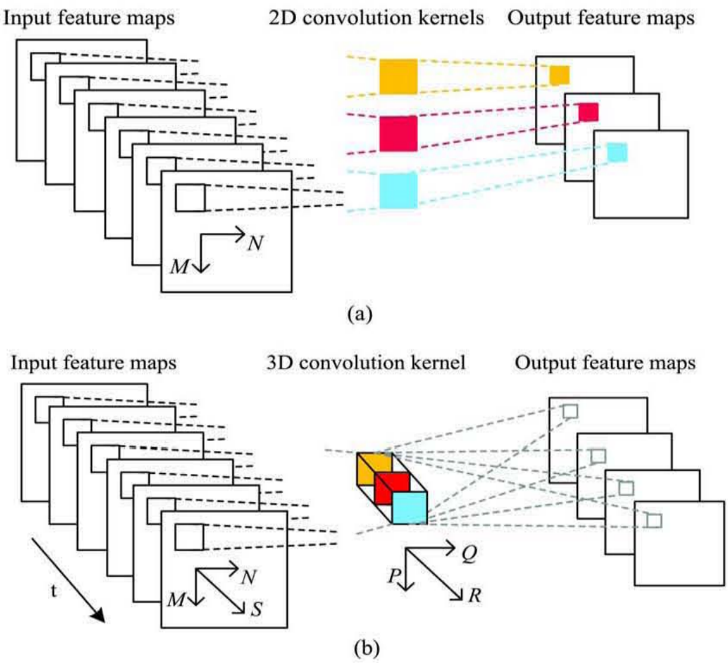 Input feature maps 2D convolution kernels Output feature maps
N
M
(a)
Input feature maps 3D convolution kernel Output feature maps
N
M
S
t
Q
P
R
(b)